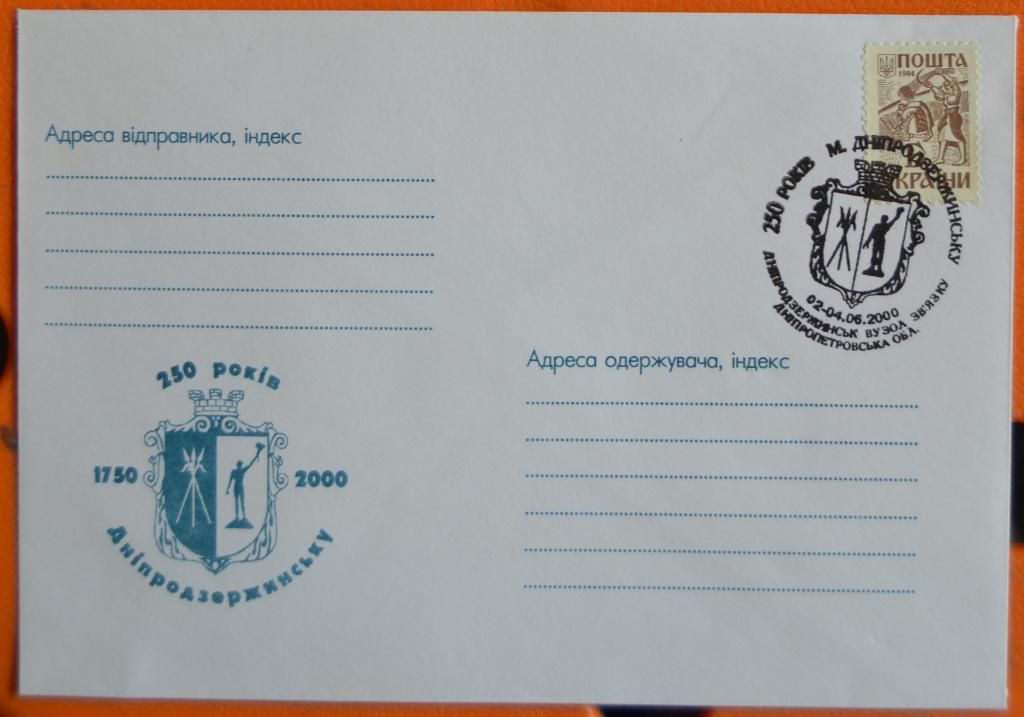 ПОШТА
1994
УКРАЇНИ
Адреса відправника, індекс
250 РОКІВ М. ДНІПРОДЗЕРЖИНСЬКУ
02-04.06.2000
ДНІПРОДЗЕРЖИНСЬК ВУЗОЛ ЗВ'ЯЗКУ
ДНІПРОПЕТРОВСЬКА ОБЛ.
Адреса одержувача, індекс
250 років
1750 2000
Дніпродзержинську